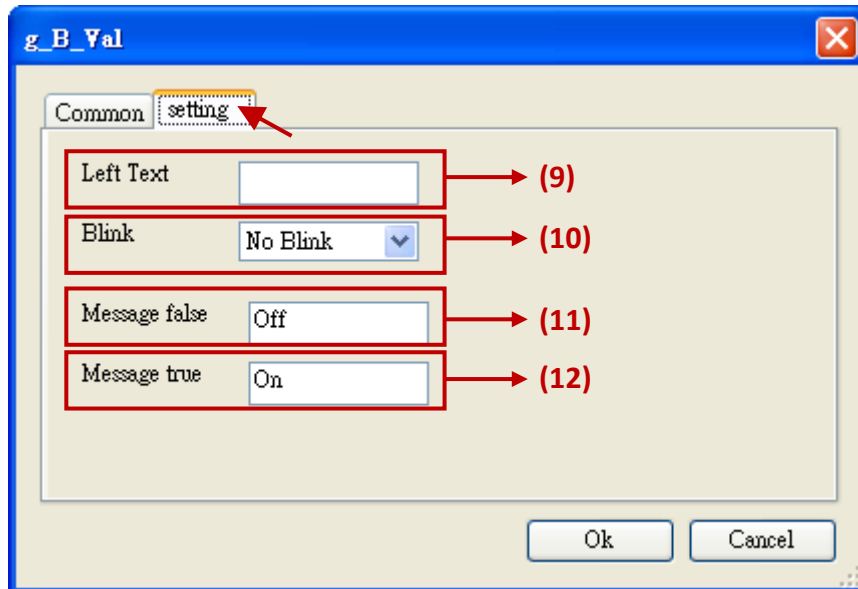 g_B_Val
Common setting
Left Text (9)
Blink No Blink (10)
Message false Off (11)
Message true On (12)
Ok Cancel